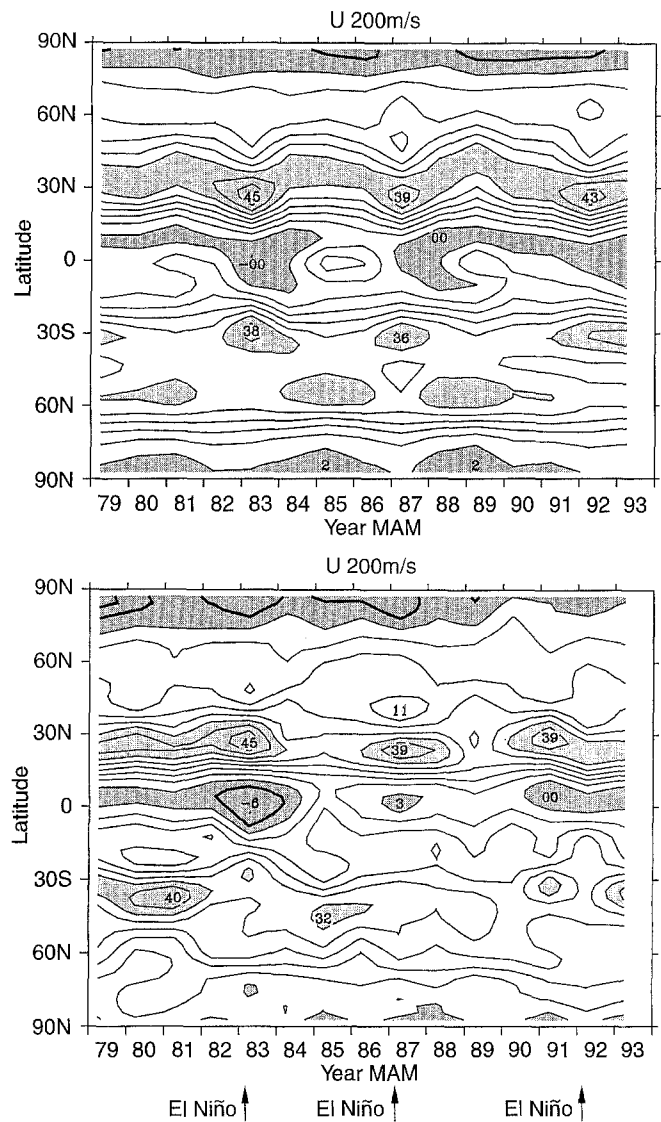 U 200m/s
90N
60N
30N
0
30S
60N
90N
Latitude
45
39
43
00
-00
38
36
2
2
79 80 81 82 83 84 85 86 87 88 89 90 91 92 93
Year MAM
U 200m/s
90N
60N
30N
0
30S
60N
90N
Latitude
11
45
39
39
-6
3
00
40
32
79 80 81 82 83 84 85 86 87 88 89 90 91 92 93
Year MAM
El Niño El Niño El Niño